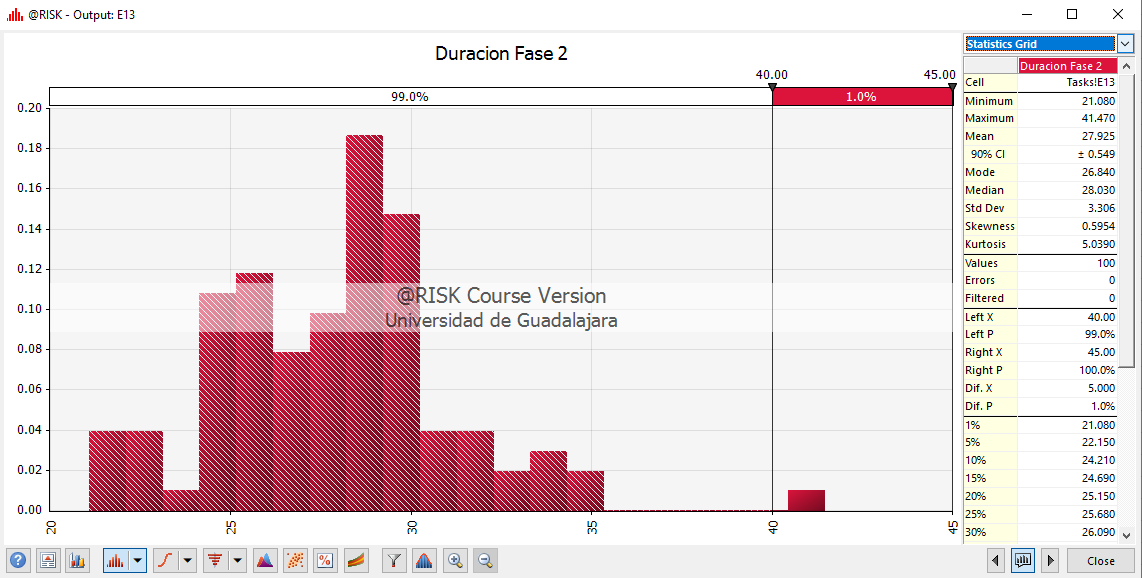 @RISK - Output: E13
Duracion Fase 2
40.00 45.00
99.0% 1.0%
0.20
0.18
0.16
0.14
0.12
0.10
0.08
0.06
0.04
0.02
0.00
20 25 30 35 40 45
@RISK Course Version
Universidad de Guadalajara
Statistics Grid
Duracion Fase 2
Cell Tasks!E13
Minimum 21.080
Maximum 41.470
Mean 27.925
90% CI ± 0.549
Mode 26.840
Median 28.030
Std Dev 3.306
Skewness 0.5954
Kurtosis 5.0390
Values 100
Errors 0
Filtered 0
Left X 40.00
Left P 99.0%
Right X 45.00
Right P 100.0%
Dif. X 5.000
Dif. P 1.0%
1% 21.080
5% 22.150
10% 24.210
15% 24.690
20% 25.150
25% 25.680
30% 26.090
Close